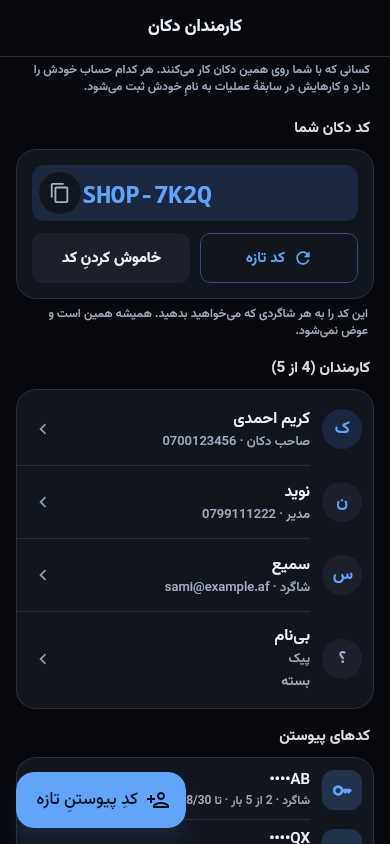 کارمندان دکان
کسانی که با شما روی همین دکان کار می‌کنند. هر کدام حساب خودش را
دارد و کارهایش در سابقهٔ عملیات به نامِ خودش ثبت می‌شود.
کد دکان شما
SHOP-7K2Q
کد تازه
خاموش کردنِ کد
این کد را به هر شاگردی که می‌خواهید بدهید. همیشه همین است و
عوض نمی‌شود.
کارمندان (4 از 5)
ک
کریم احمدی
صاحب دکان · 0700123456
ن
نوید
مدیر · 0799111222
س
سمیع
شاگرد · sami@example.af
؟
بی‌نام
پیک
بسته
کدهای پیوستن
••••AB
شاگرد · 2 از 5 بار · تا 8/30
کدِ پیوستنِ تازه
••••QX